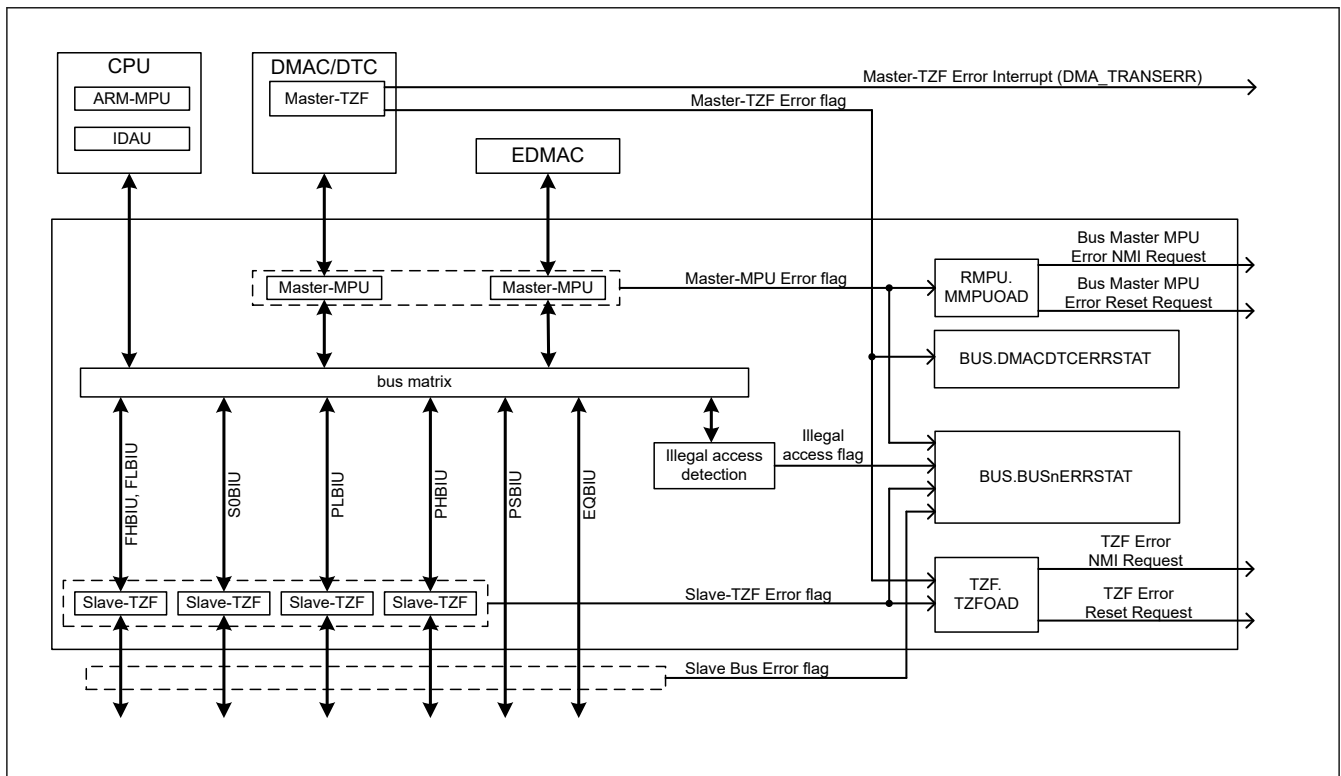 CPU
ARM-MPU
IDAU
DMAC/DTC
Master-TZF
Master-TZF Error Interrupt (DMA_TRANSERR)
Master-TZF Error flag
EDMAC
Master-MPU
Master-MPU
Master-MPU Error flag
RMPU.
MMPUOAD
Bus Master MPU
Error NMI Request
Bus Master MPU
Error Reset Request
BUS.DMACDTCERRSTAT
bus matrix
FHBIU, FLBIU
S0BIU
PLBIU
PHBIU
PSBIU
EQBIU
Illegal access
detection
Illegal
access flag
BUS.BUSnERRSTAT
Slave-TZF
Slave-TZF
Slave-TZF
Slave-TZF
Slave-TZF Error flag
TZF.
TZFOAD
TZF Error
NMI Request
TZF Error
Reset Request
Slave Bus Error flag